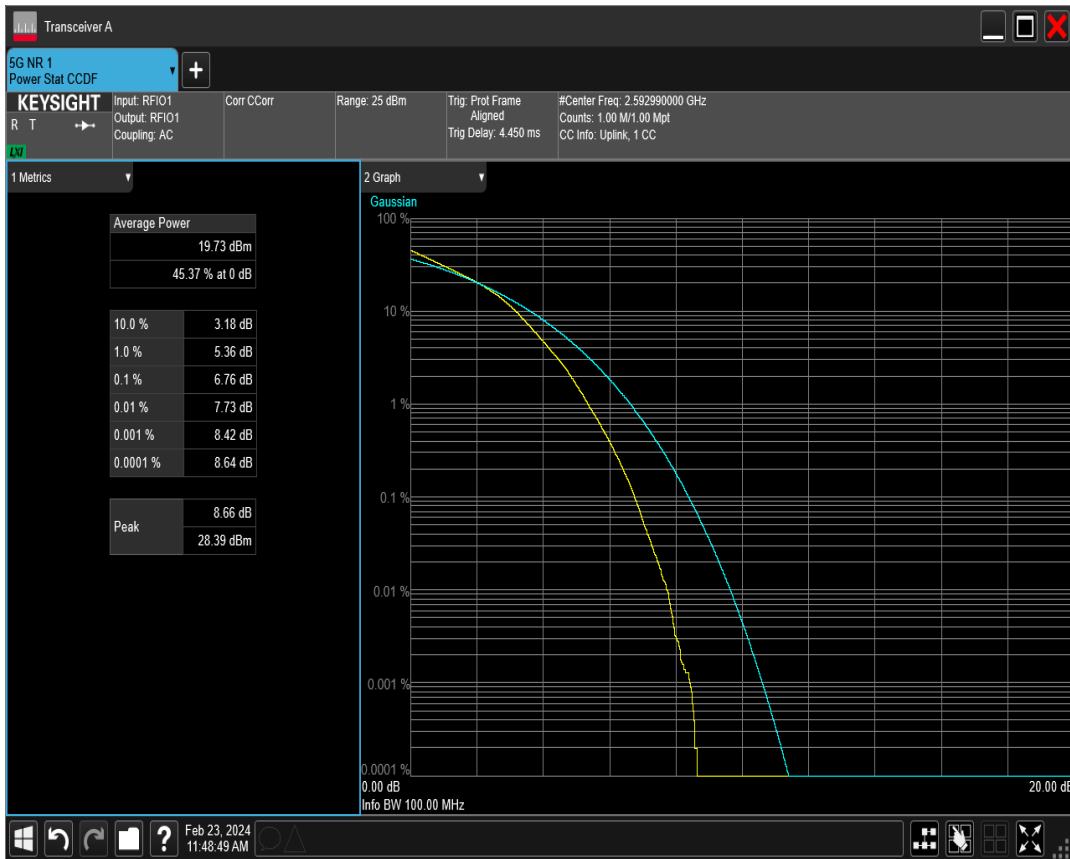 Transceiver A
5G NR 1
Power Stat CCDF
KEYSIGHT
R T
LXI
Input: RFIO1
Output: RFIO1
Coupling: AC
Corr CCorr
Range: 25 dBm
Trig: Prot Frame
Aligned
Trig Delay: 4.450 ms
#Center Freq: 2.592990000 GHz
Counts: 1.00 M/1.00 Mpt
CC Info: Uplink, 1 CC
1 Metrics
Average Power
19.73 dBm
45.37 % at 0 dB
10.0 % 3.18 dB
1.0 % 5.36 dB
0.1 % 6.76 dB
0.01 % 7.73 dB
0.001 % 8.42 dB
0.0001 % 8.64 dB
Peak 8.66 dB
28.39 dBm
2 Graph
Gaussian
100 %
10 %
1 %
0.1 %
0.01 %
0.001 %
0.0001 %
0.00 dB 20.00 dB
Info BW 100.00 MHz
?
Feb 23, 2024
11:48:49 AM